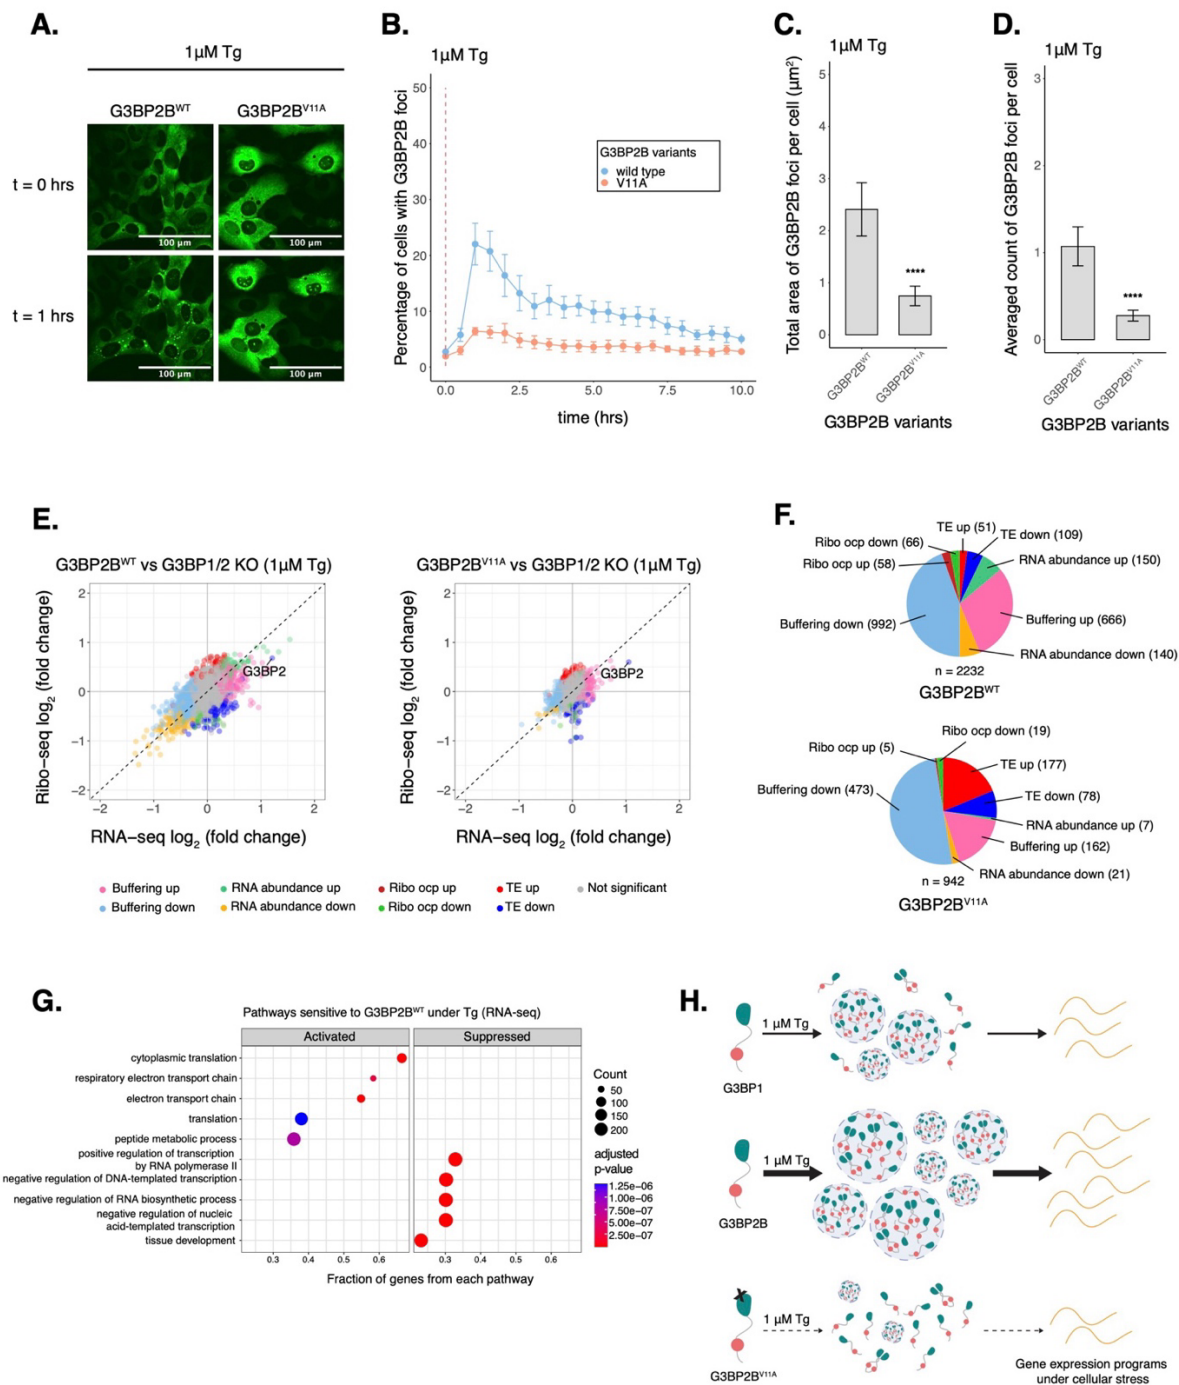 A.
1µM Tg
G3BP2B^WT
G3BP2B^V11A
t = 0 hrs
100 µm
100 µm
t = 1 hrs
100 µm
100 µm
B.
1µM Tg
Percentage of cells with G3BP2B foci
50
40
30
20
10
0
G3BP2B variants
wild type
V11A
0.0
2.5
5.0
7.5
10.0
time (hrs)
C.
1µM Tg
Total area of G3BP2B foci per cell (µm²)
5
4
3
2
1
0
****
G3BP2B^WT
G3BP2B^V11A
G3BP2B variants
D.
1µM Tg
Averaged count of G3BP2B foci per cell
3
2
1
0
****
G3BP2B^WT
G3BP2B^V11A
G3BP2B variants
E.
G3BP2B^WT vs G3BP1/2 KO (1µM Tg)
Ribo−seq log₂ (fold change)
2
1
0
−1
−2
G3BP2
−2
−1
0
1
2
RNA−seq log₂ (fold change)
G3BP2B^V11A vs G3BP1/2 KO (1µM Tg)
Ribo−seq log₂ (fold change)
2
1
0
−1
−2
G3BP2
−2
−1
0
1
2
RNA−seq log₂ (fold change)
Buffering up
RNA abundance up
Ribo ocp up
TE up
Not significant
Buffering down
RNA abundance down
Ribo ocp down
TE down
F.
TE up (51)
TE down (109)
Ribo ocp down (66)
RNA abundance up (150)
Ribo ocp up (58)
Buffering down (992)
Buffering up (666)
RNA abundance down (140)
n = 2232
G3BP2B^WT
Ribo ocp down (19)
Ribo ocp up (5)
TE up (177)
Buffering down (473)
TE down (78)
RNA abundance up (7)
Buffering up (162)
RNA abundance down (21)
n = 942
G3BP2B^V11A
G.
Pathways sensitive to G3BP2B^WT under Tg (RNA-seq)
Activated
Suppressed
cytoplasmic translation
respiratory electron transport chain
electron transport chain
translation
peptide metabolic process
positive regulation of transcription
by RNA polymerase II
negative regulation of DNA-templated transcription
negative regulation of RNA biosynthetic process
negative regulation of nucleic
acid-templated transcription
tissue development
0.3
0.4
0.5
0.6
0.3
0.4
0.5
0.6
Fraction of genes from each pathway
Count
50
100
150
200
adjusted
p-value
1.25e-06
1.00e-06
7.50e-07
5.00e-07
2.50e-07
H.
1 µM Tg
G3BP1
1 µM Tg
G3BP2B
x
1 µM Tg
G3BP2B^V11A
Gene expression programs
under cellular stress